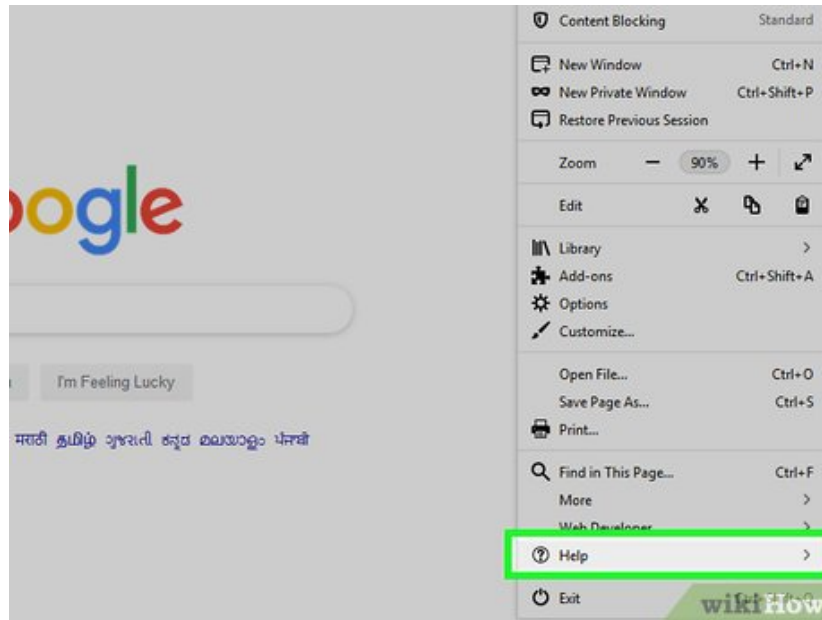 Content Blocking Standard
New Window Ctrl+N
New Private Window Ctrl+Shift+P
Restore Previous Session
Zoom 90%
Edit
oogle
Library
Add-ons Ctrl+Shift+A
Options
Customize...
I'm Feeling Lucky
Open File... Ctrl+O
Save Page As... Ctrl+S
Print...
मराठी தமிழ் ગુજરાતી ಕನ್ನಡ മലയാളം ਪੰਜਾਬੀ
Find in This Page... Ctrl+F
More
Web Developer
Help
Exit
wikiHow